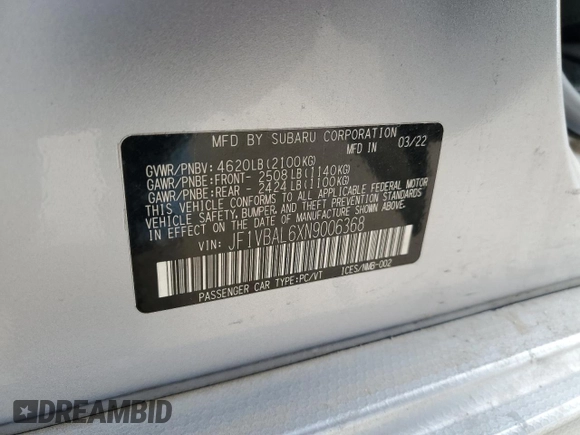 MFD BY SUBARU CORPORATION
MFD IN 03/22
GVWR/PNBV: 4620LB(2100KG)
GAWR/PNBE:FRONT- 2508LB(1140KG)
GAWR/PNBE:REAR - 2424LB(1100KG)
THIS VEHICLE CONFORMS TO ALL APPLICABLE FEDERAL MOTOR
VEHICLE SAFETY, BUMPER, AND THEFT PREVENTION STANDARDS
IN EFFECT ON THE DATE OF MANUFACTURE SHOWN ABOVE.
VIN: JF1VBAL6XN9006368
PASSENGER CAR TYPE:PC/VT ICES/NMB-002
DREAMBID